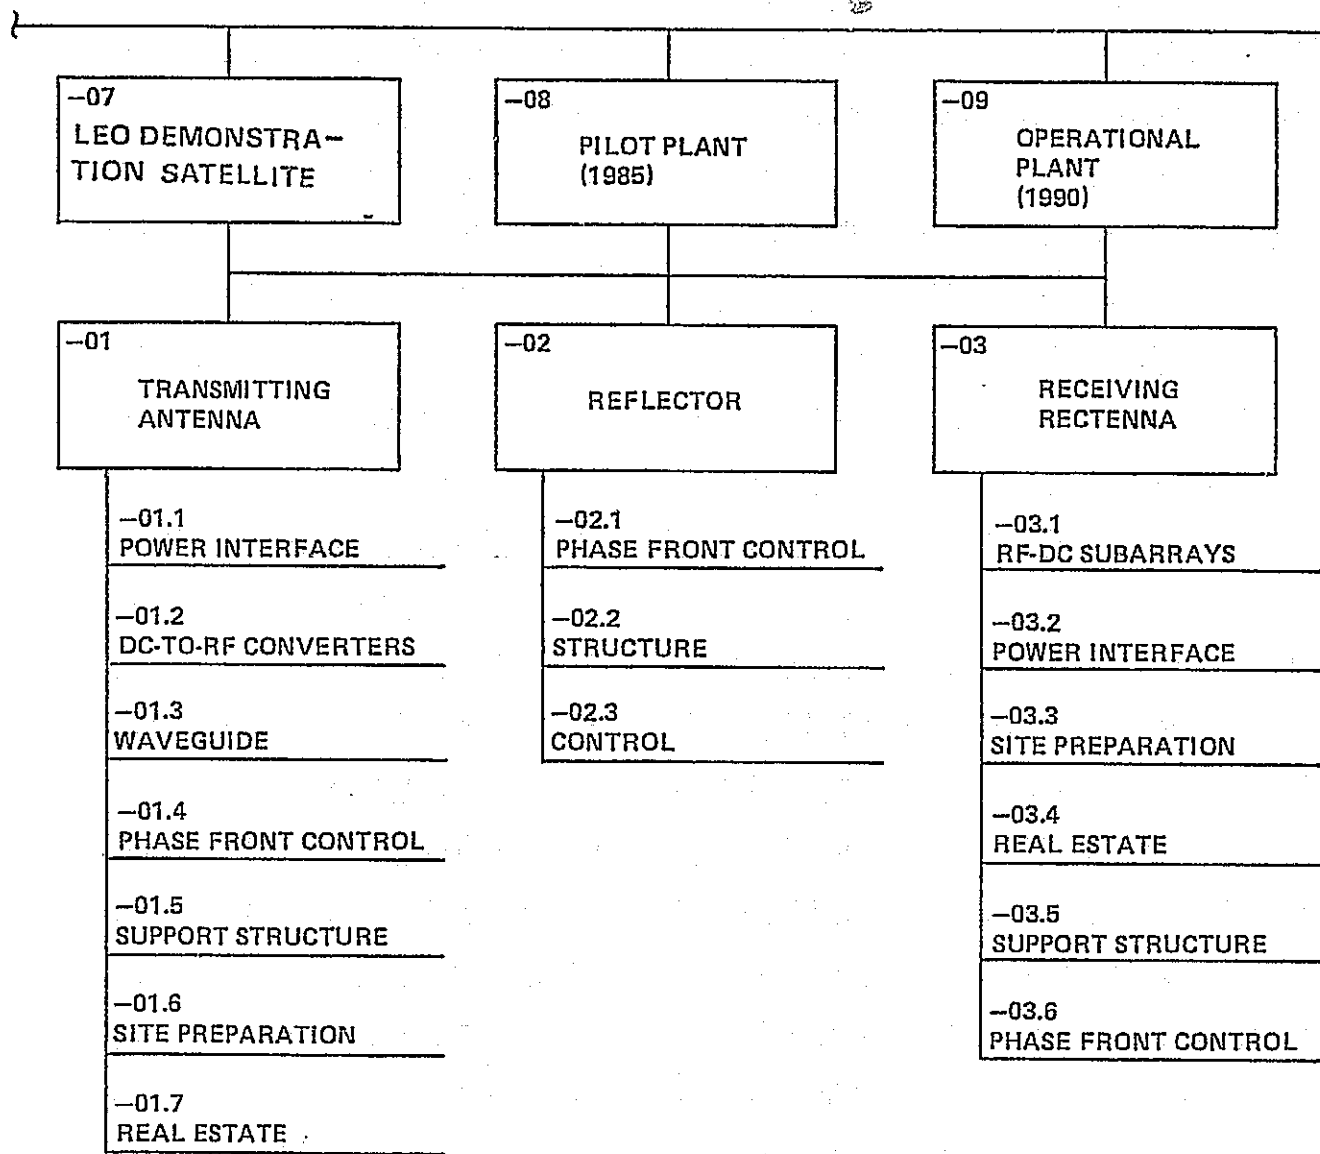 −07
LEO DEMONSTRA−
TION SATELLITE
−08
PILOT PLANT
(1985)
−09
OPERATIONAL
PLANT
(1990)
−01
TRANSMITTING
ANTENNA
−02
REFLECTOR
−03
RECEIVING
RECTENNA
−01.1
POWER INTERFACE
−01.2
DC-TO-RF CONVERTERS
−01.3
WAVEGUIDE
−01.4
PHASE FRONT CONTROL
−01.5
SUPPORT STRUCTURE
−01.6
SITE PREPARATION
−01.7
REAL ESTATE
−02.1
PHASE FRONT CONTROL
−02.2
STRUCTURE
−02.3
CONTROL
−03.1
RF-DC SUBARRAYS
−03.2
POWER INTERFACE
−03.3
SITE PREPARATION
−03.4
REAL ESTATE
−03.5
SUPPORT STRUCTURE
−03.6
PHASE FRONT CONTROL